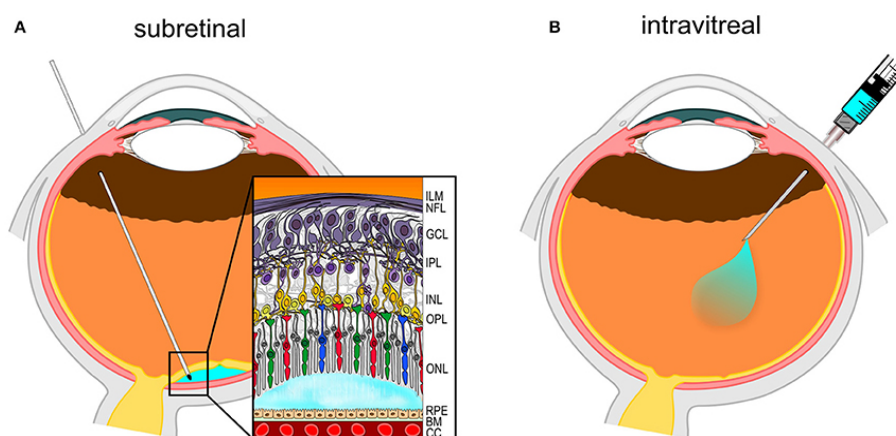 A
subretinal
B
intravitreal
ILM
NFL
GCL
IPL
INL
OPL
ONL
RPE
BM
CC